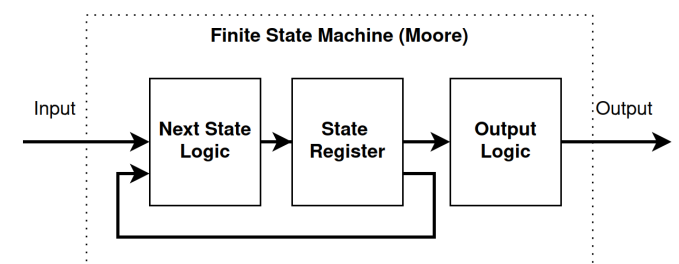 Finite State Machine (Moore)
Input
Next State
Logic
State
Register
Output
Logic
Output